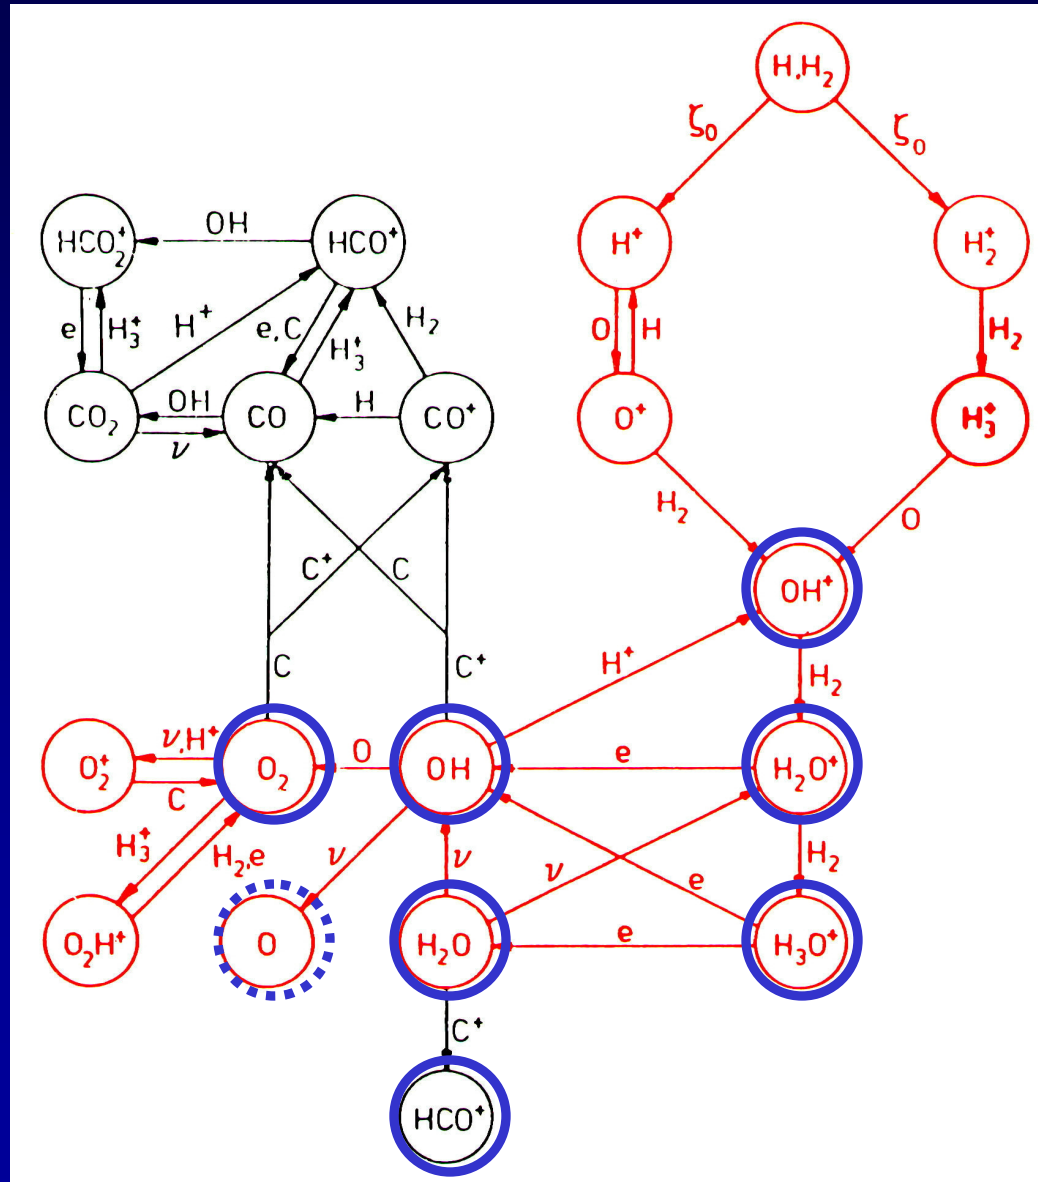 H,H₂
ζ₀
ζ₀
HCO₂⁺
OH
HCO⁺
H⁺
H₂⁺
e
H₃⁺
H⁺
e,C
H₃⁺
H₂
O
H
H₂
CO₂
OH
ν
CO
H
CO⁺
O⁺
H₃⁺
H₂
O
C⁺
C
OH⁺
C
C⁺
H⁺
H₂
O₂⁺
ν,H⁺
C
O₂
O
OH
e
H₂O⁺
H₃⁺
H₂,e
ν
ν
ν
e
H₂
O₂H⁺
O
H₂O
e
H₃O⁺
C⁺
HCO⁺